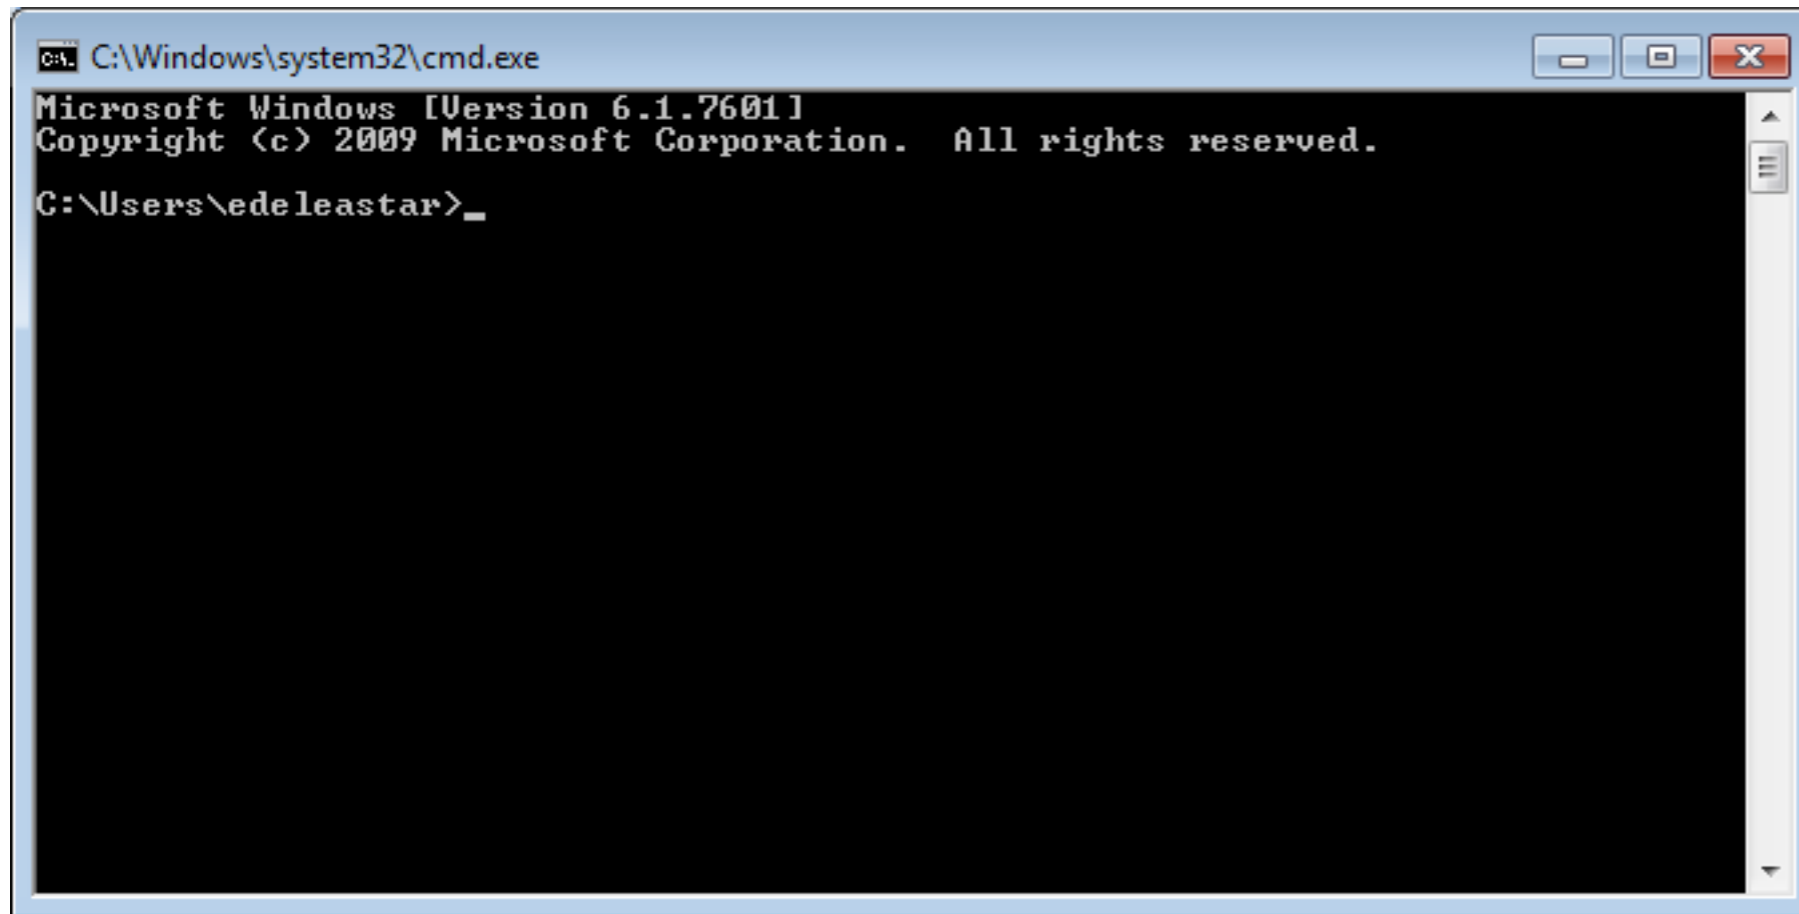 C:\Windows\system32\cmd.exe
Microsoft Windows [Version 6.1.7601]
Copyright (c) 2009 Microsoft Corporation.  All rights reserved.
C:\Users\edeleastar>_